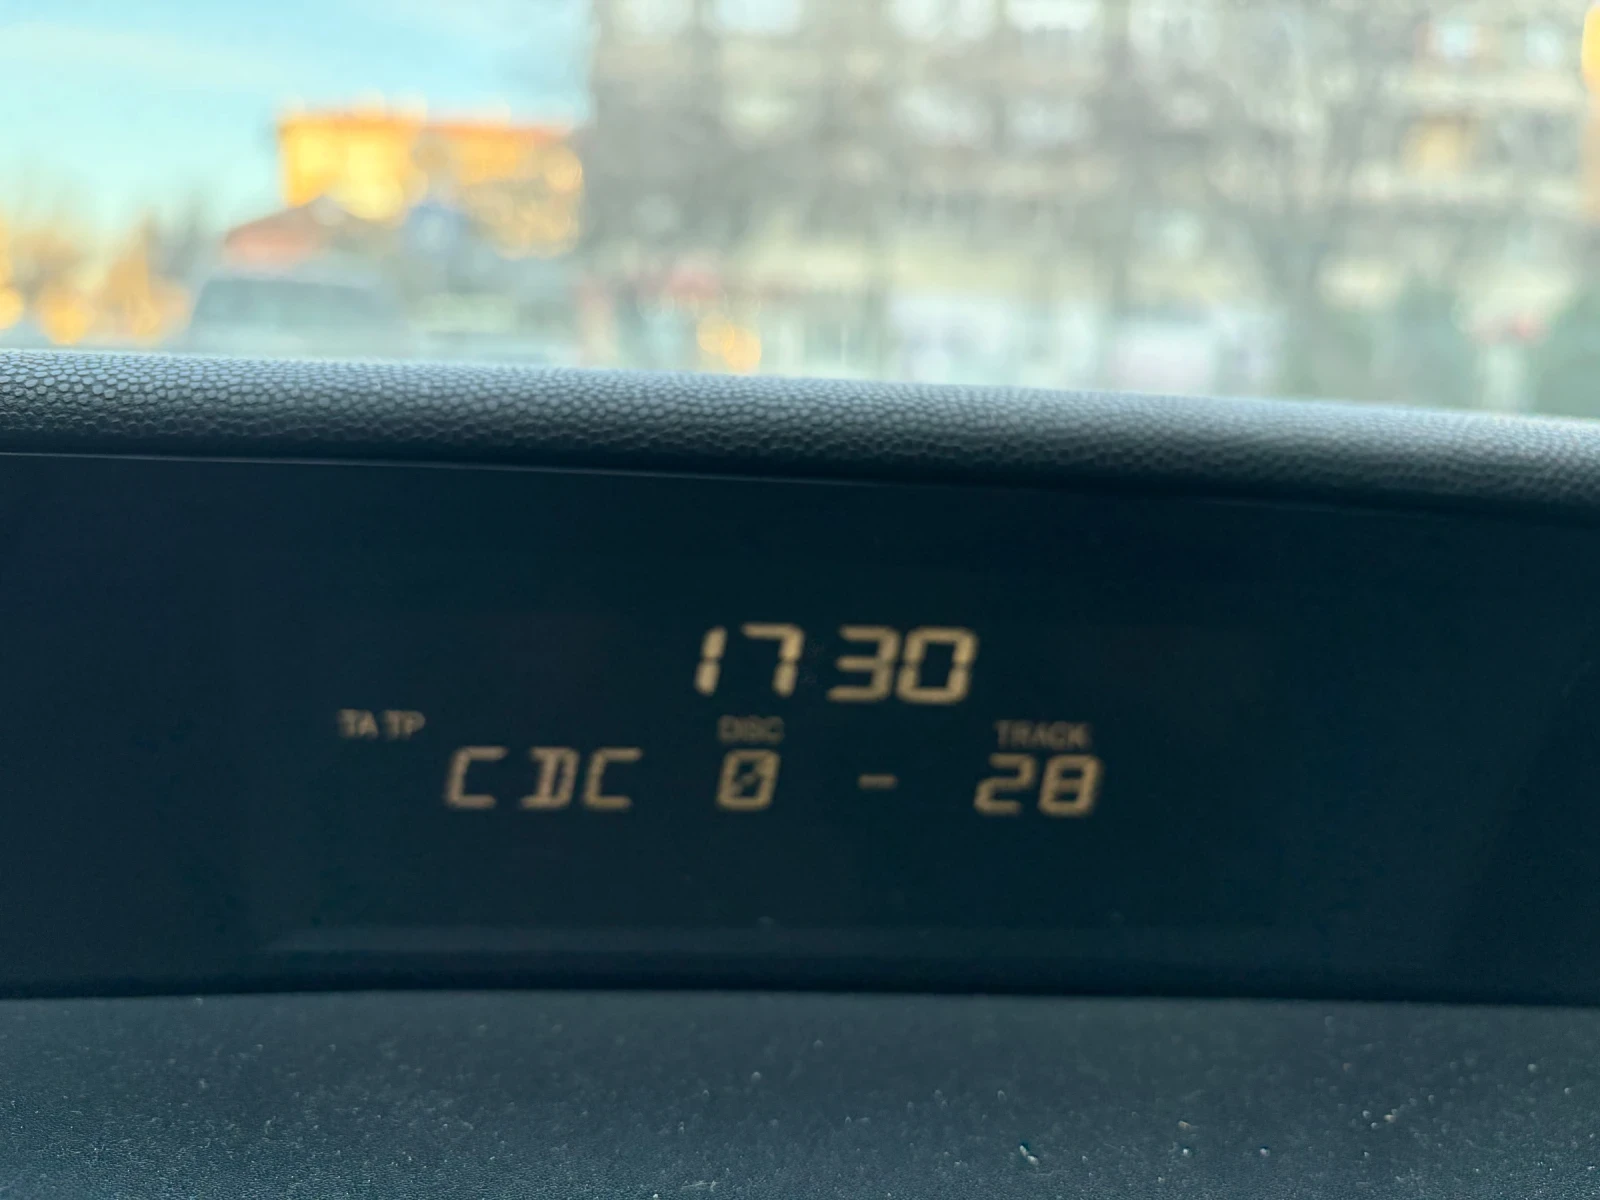 17 30
TA TP DISC TRACK
CDC 0 - 28